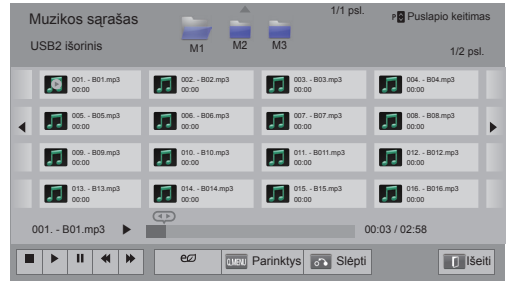 Muzikos sąrašas
1/1 psl.
P Puslapio keitimas
USB2 išorinis
M1
M2
M3
1/2 psl.
001. - B01.mp3
00:00
002. - B02.mp3
00:00
003. - B03.mp3
00:00
004. - B04.mp3
00:00
005. - B05.mp3
00:00
006. - B06.mp3
00:00
007. - B07.mp3
00:00
008. - B08.mp3
00:00
009. - B09.mp3
00:00
010. - B10.mp3
00:00
011. - B011.mp3
00:00
012. - B012.mp3
00:00
013. - B13.mp3
00:00
014. - B014.mp3
00:00
015. - B15.mp3
00:00
016. - B016.mp3
00:00
001. - B01.mp3
00:03 / 02:58
Q.MENU Parinktys
Slėpti
Išeiti